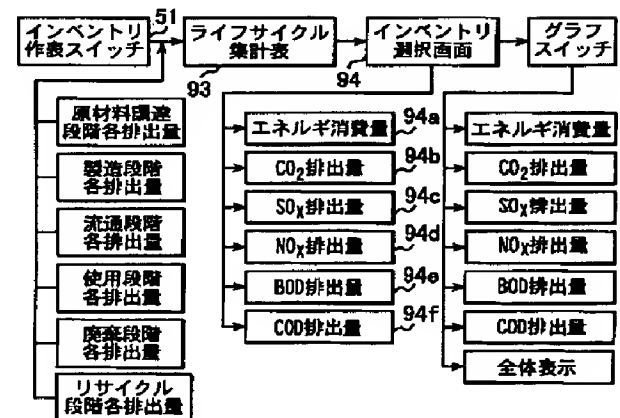 インベントリ
作表スイッチ
51
ライフサイクル
集計表
93
インベントリ
選択画面
94
グラフ
スイッチ
原材料調達
段階各排出量
製造段階
各排出量
流通段階
各排出量
使用段階
各排出量
廃棄段階
各排出量
リサイクル
段階各排出量
エネルギ消費量
94a
CO2排出量
94b
SOX排出量
94c
NOX排出量
94d
BOD排出量
94e
COD排出量
94f
エネルギ消費量
CO2排出量
SOX排出量
NOX排出量
BOD排出量
COD排出量
全体表示